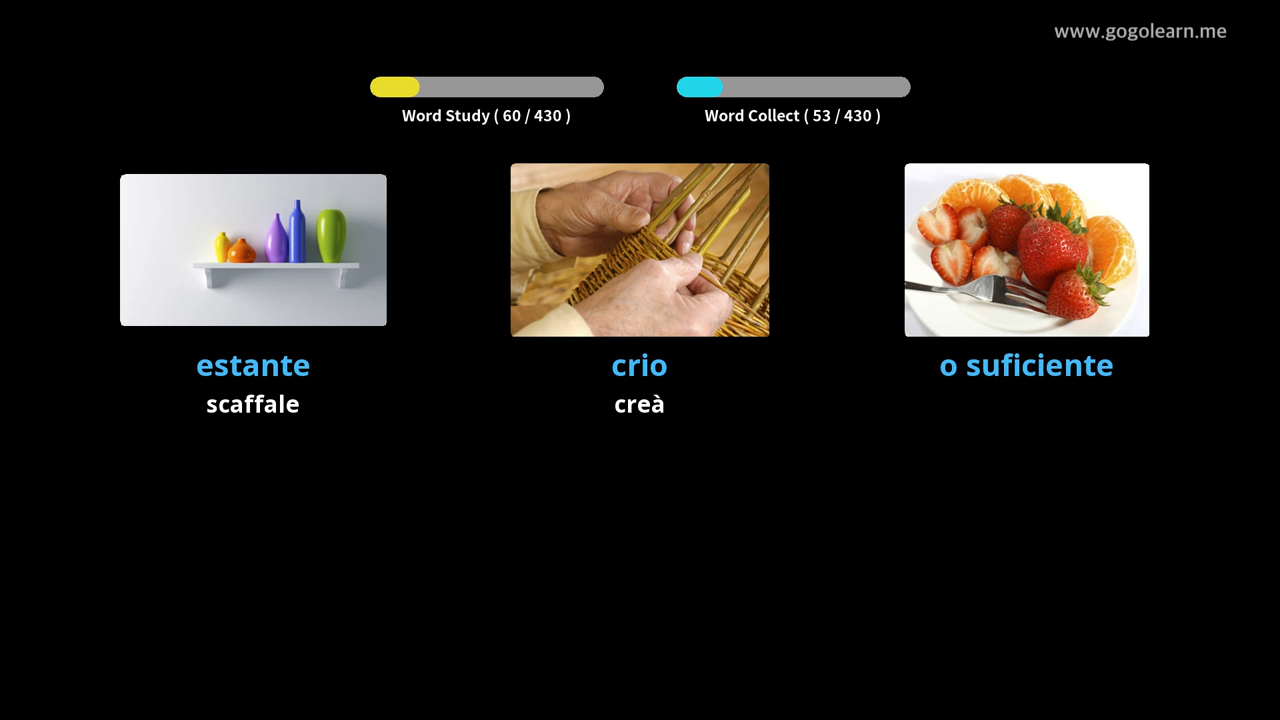 www.gogolearn.me
Word Study ( 60 / 430 )
Word Collect ( 53 / 430 )
estante
scaffale
crio
creà
o suficiente